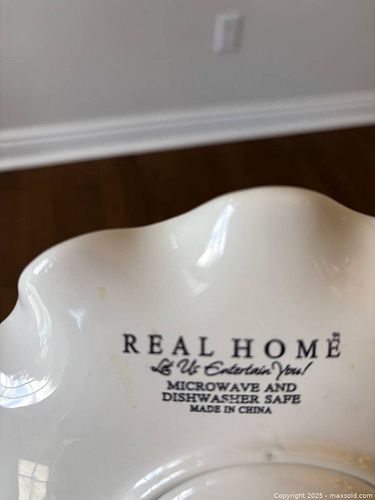 REAL HOME
Let Us Entertain You!
MICROWAVE AND
DISHWASHER SAFE
MADE IN CHINA
Copyright 2025 - maxsold.com